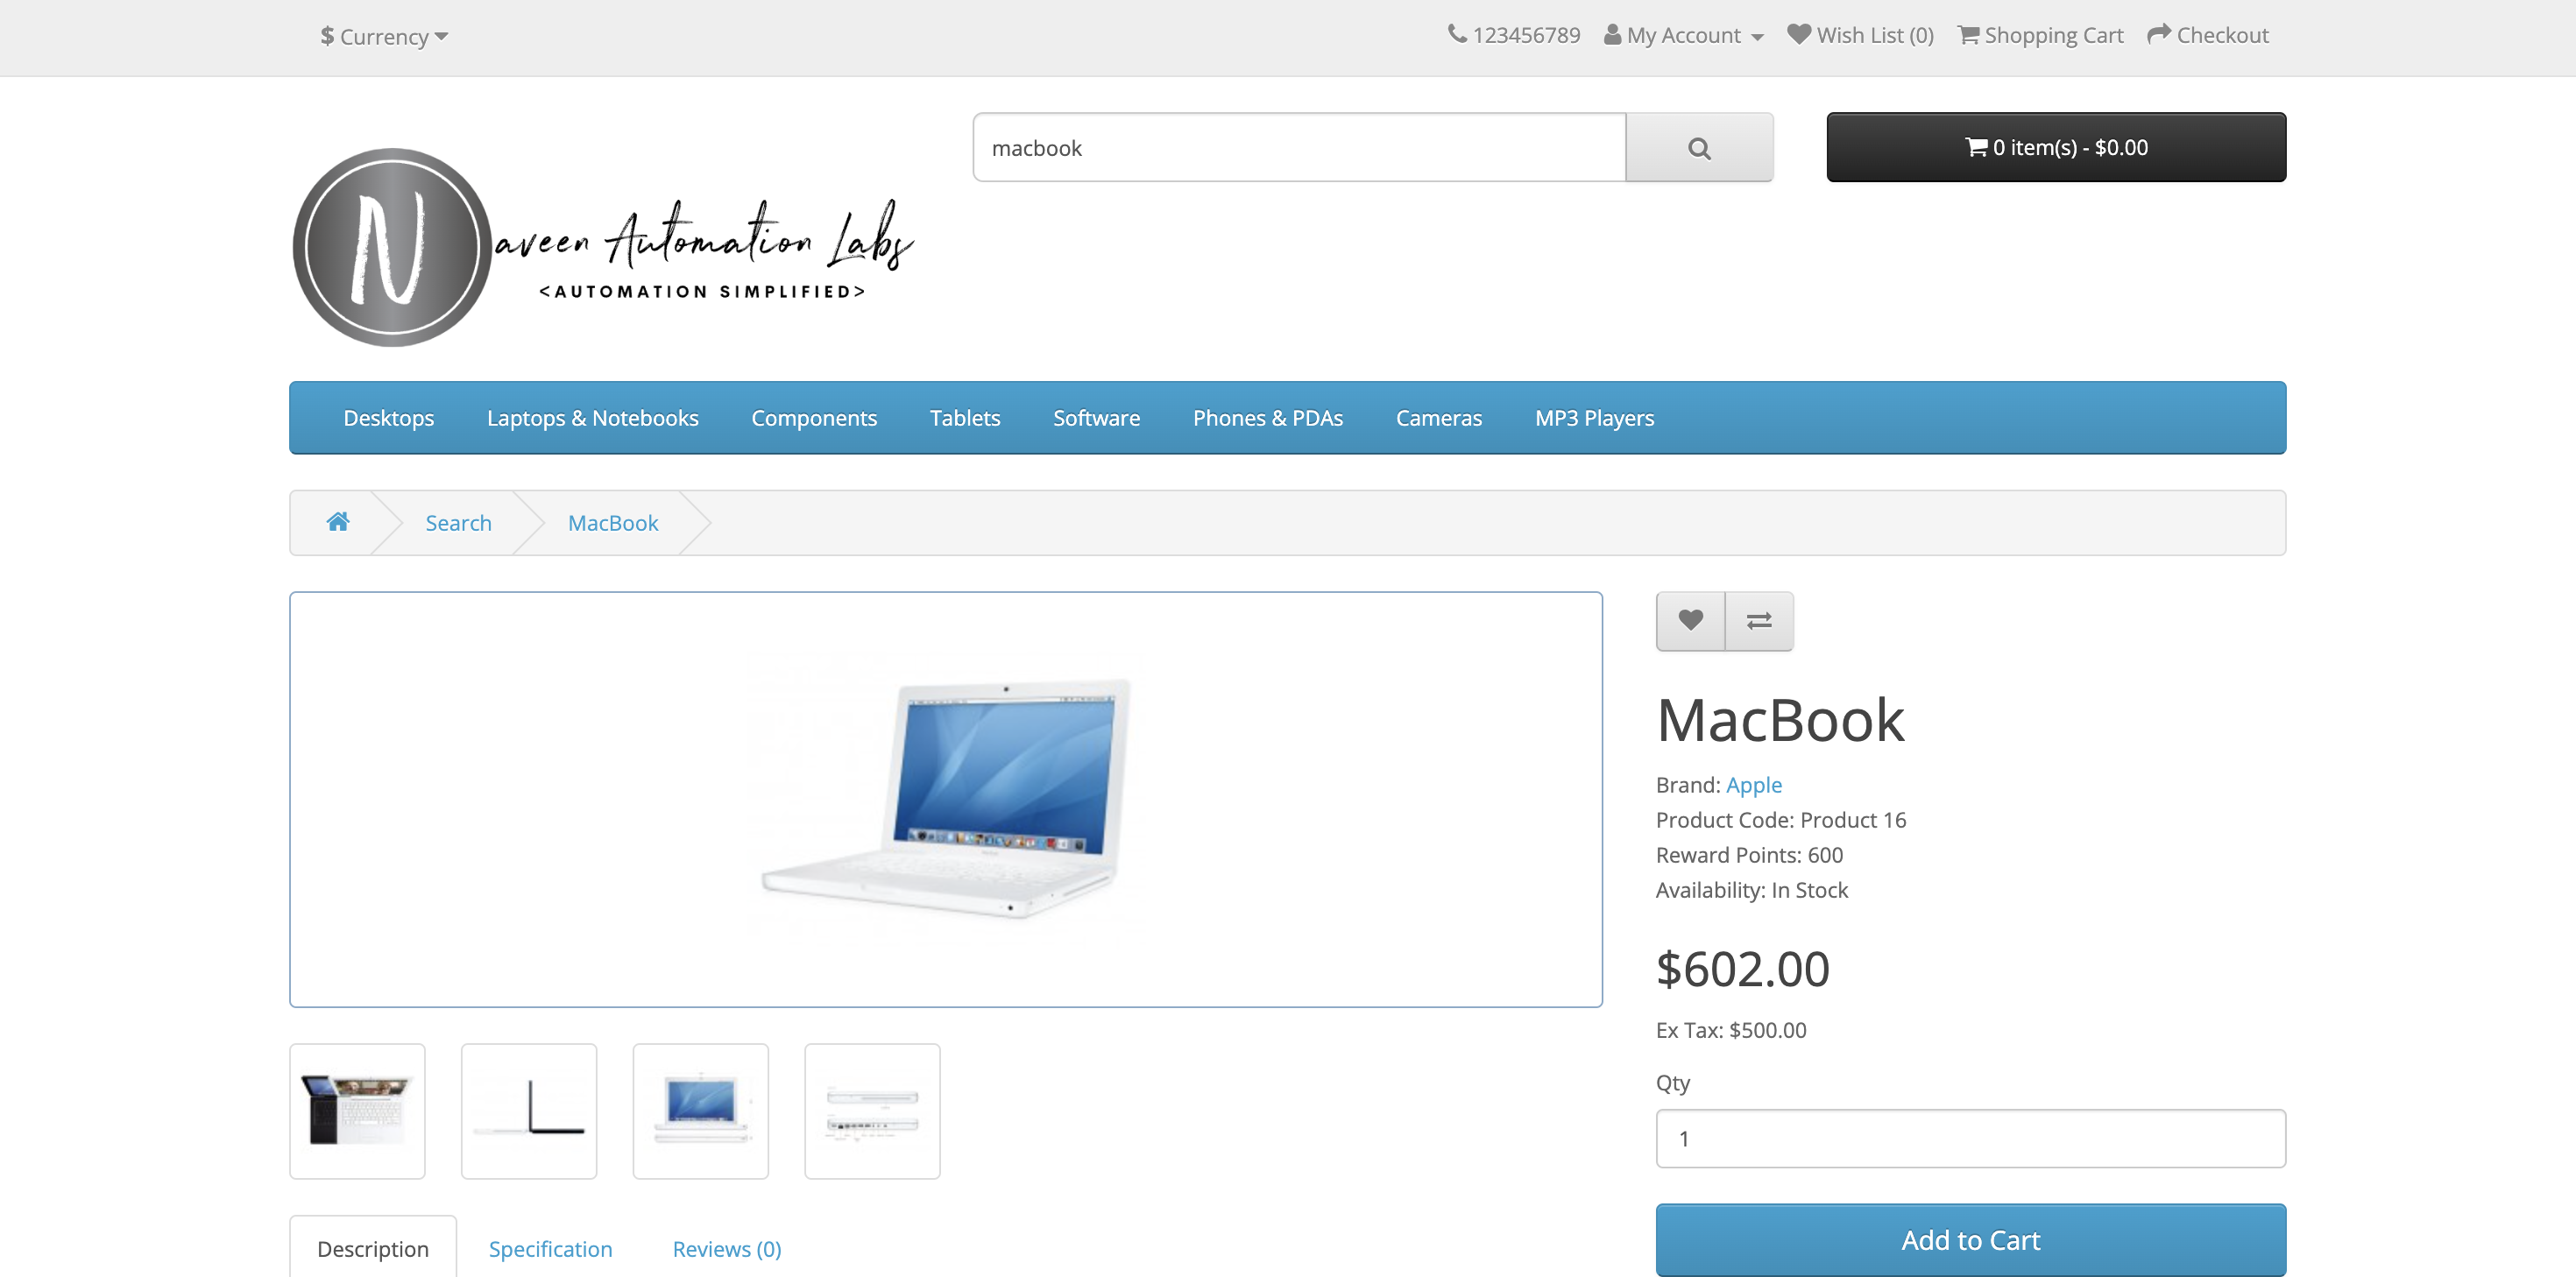 $ Currency
123456789 My Account Wish List (0) Shopping Cart Checkout
macbook
0 item(s) - $0.00
N
aveen Automation Labs
<AUTOMATION SIMPLIFIED>
Desktops Laptops & Notebooks Components Tablets Software Phones & PDAs Cameras MP3 Players
Search MacBook
MacBook
Brand: Apple
Product Code: Product 16
Reward Points: 600
Availability: In Stock
$602.00
Ex Tax: $500.00
Qty
1
Add to Cart
Description Specification Reviews (0)